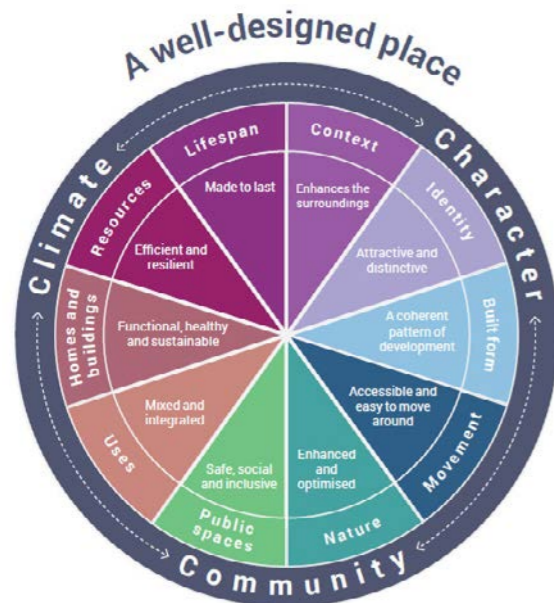 A well-designed place
Climate
Character
Community
Context
Enhances the
surroundings
Identity
Attractive and
distinctive
Built form
A coherent
pattern of
development
Movement
Accessible and
easy to move
around
Nature
Enhanced
and
optimised
Public
spaces
Safe, social
and inclusive
Uses
Mixed and
integrated
Homes and
buildings
Functional, healthy
and sustainable
Resources
Efficient and
resilient
Lifespan
Made to last